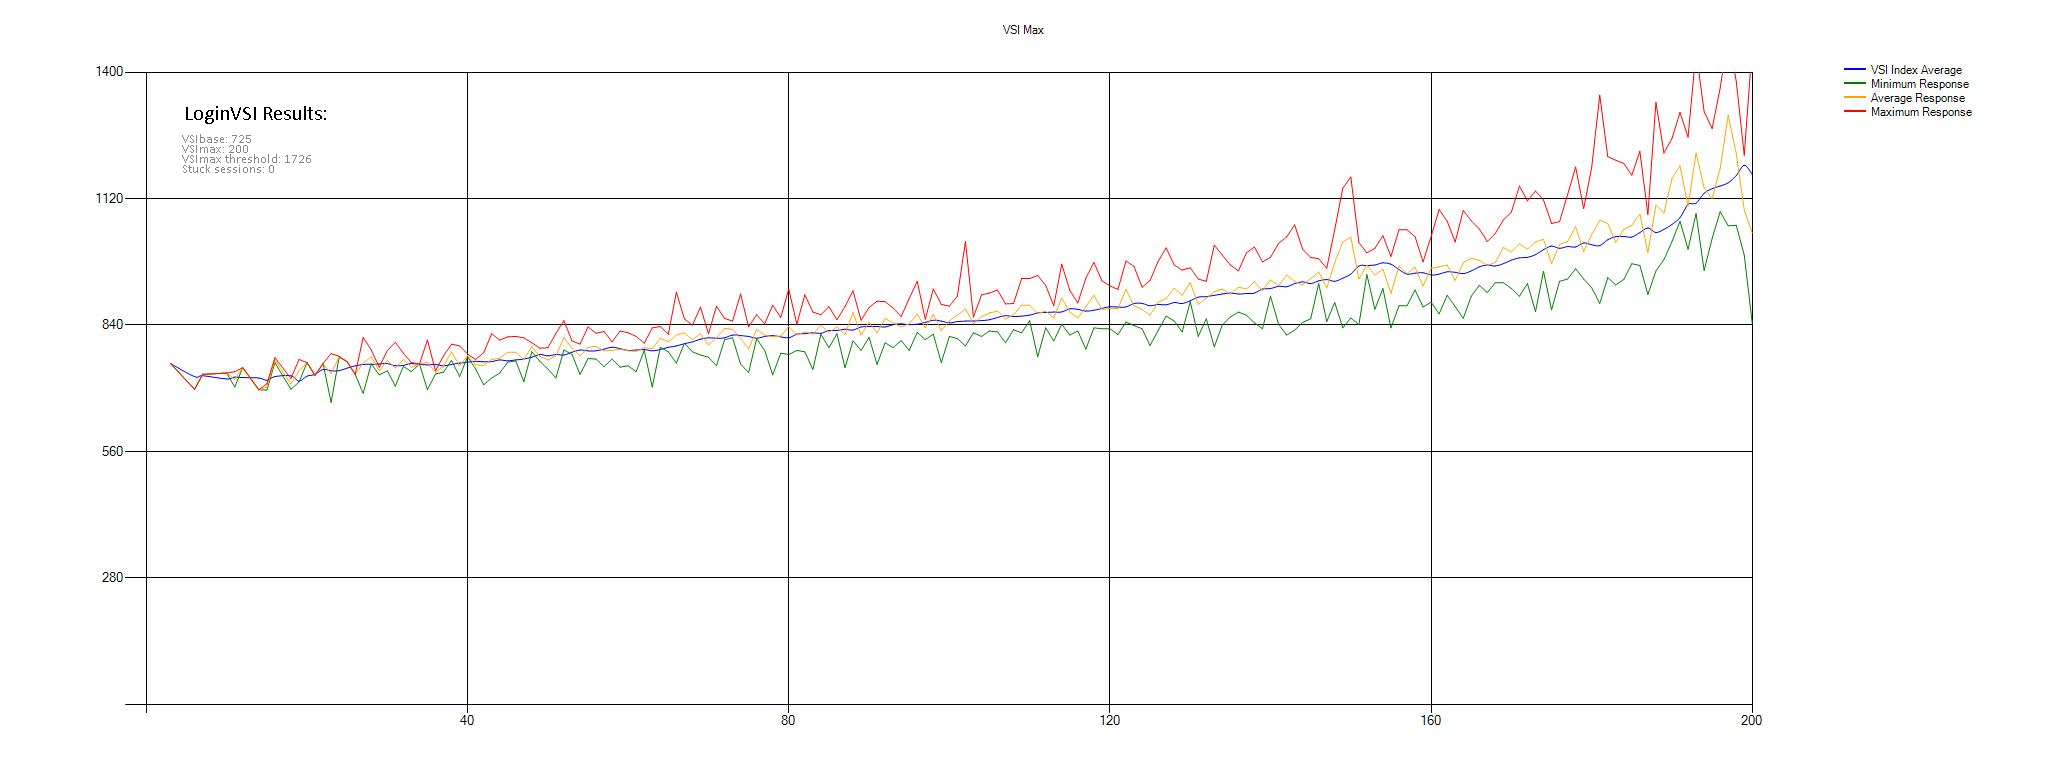 VSI Max
1400
1120
840
560
280
40
80
120
160
200
LoginVSI Results:
VSIbase: 725
VSImax: 200
VSImax threshold: 1726
Stuck sessions: 0
VSI Index Average
Minimum Response
Average Response
Maximum Response